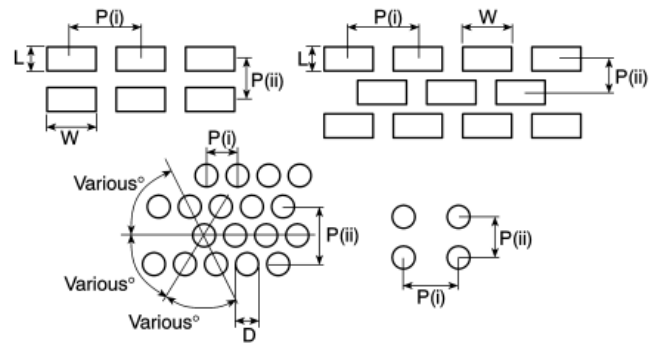 P(i)
L
P(ii)
W
P(i)
W
L
P(ii)
P(i)
Various°
P(ii)
Various°
Various°
D
P(ii)
P(i)